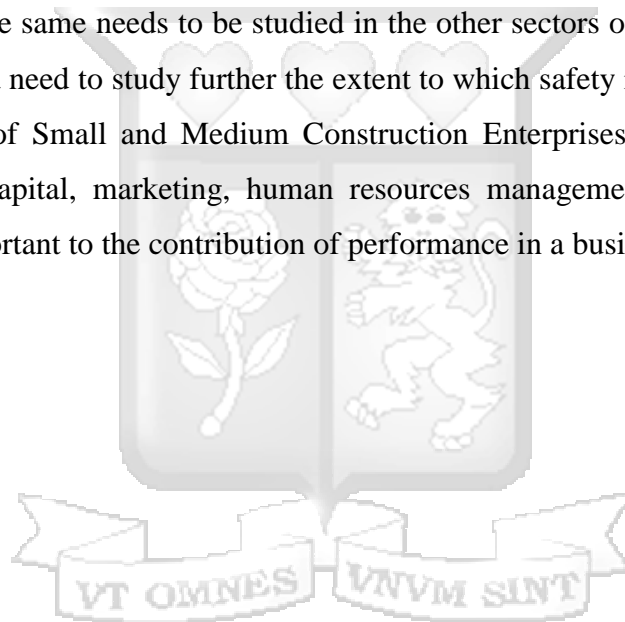 e same needs to be studied in the other sectors o
need to study further the extent to which safety
of Small and Medium Construction Enterprises
apital, marketing, human resources manageme
rtant to the contribution of performance in a busi
VT OMNES VNVM SINT